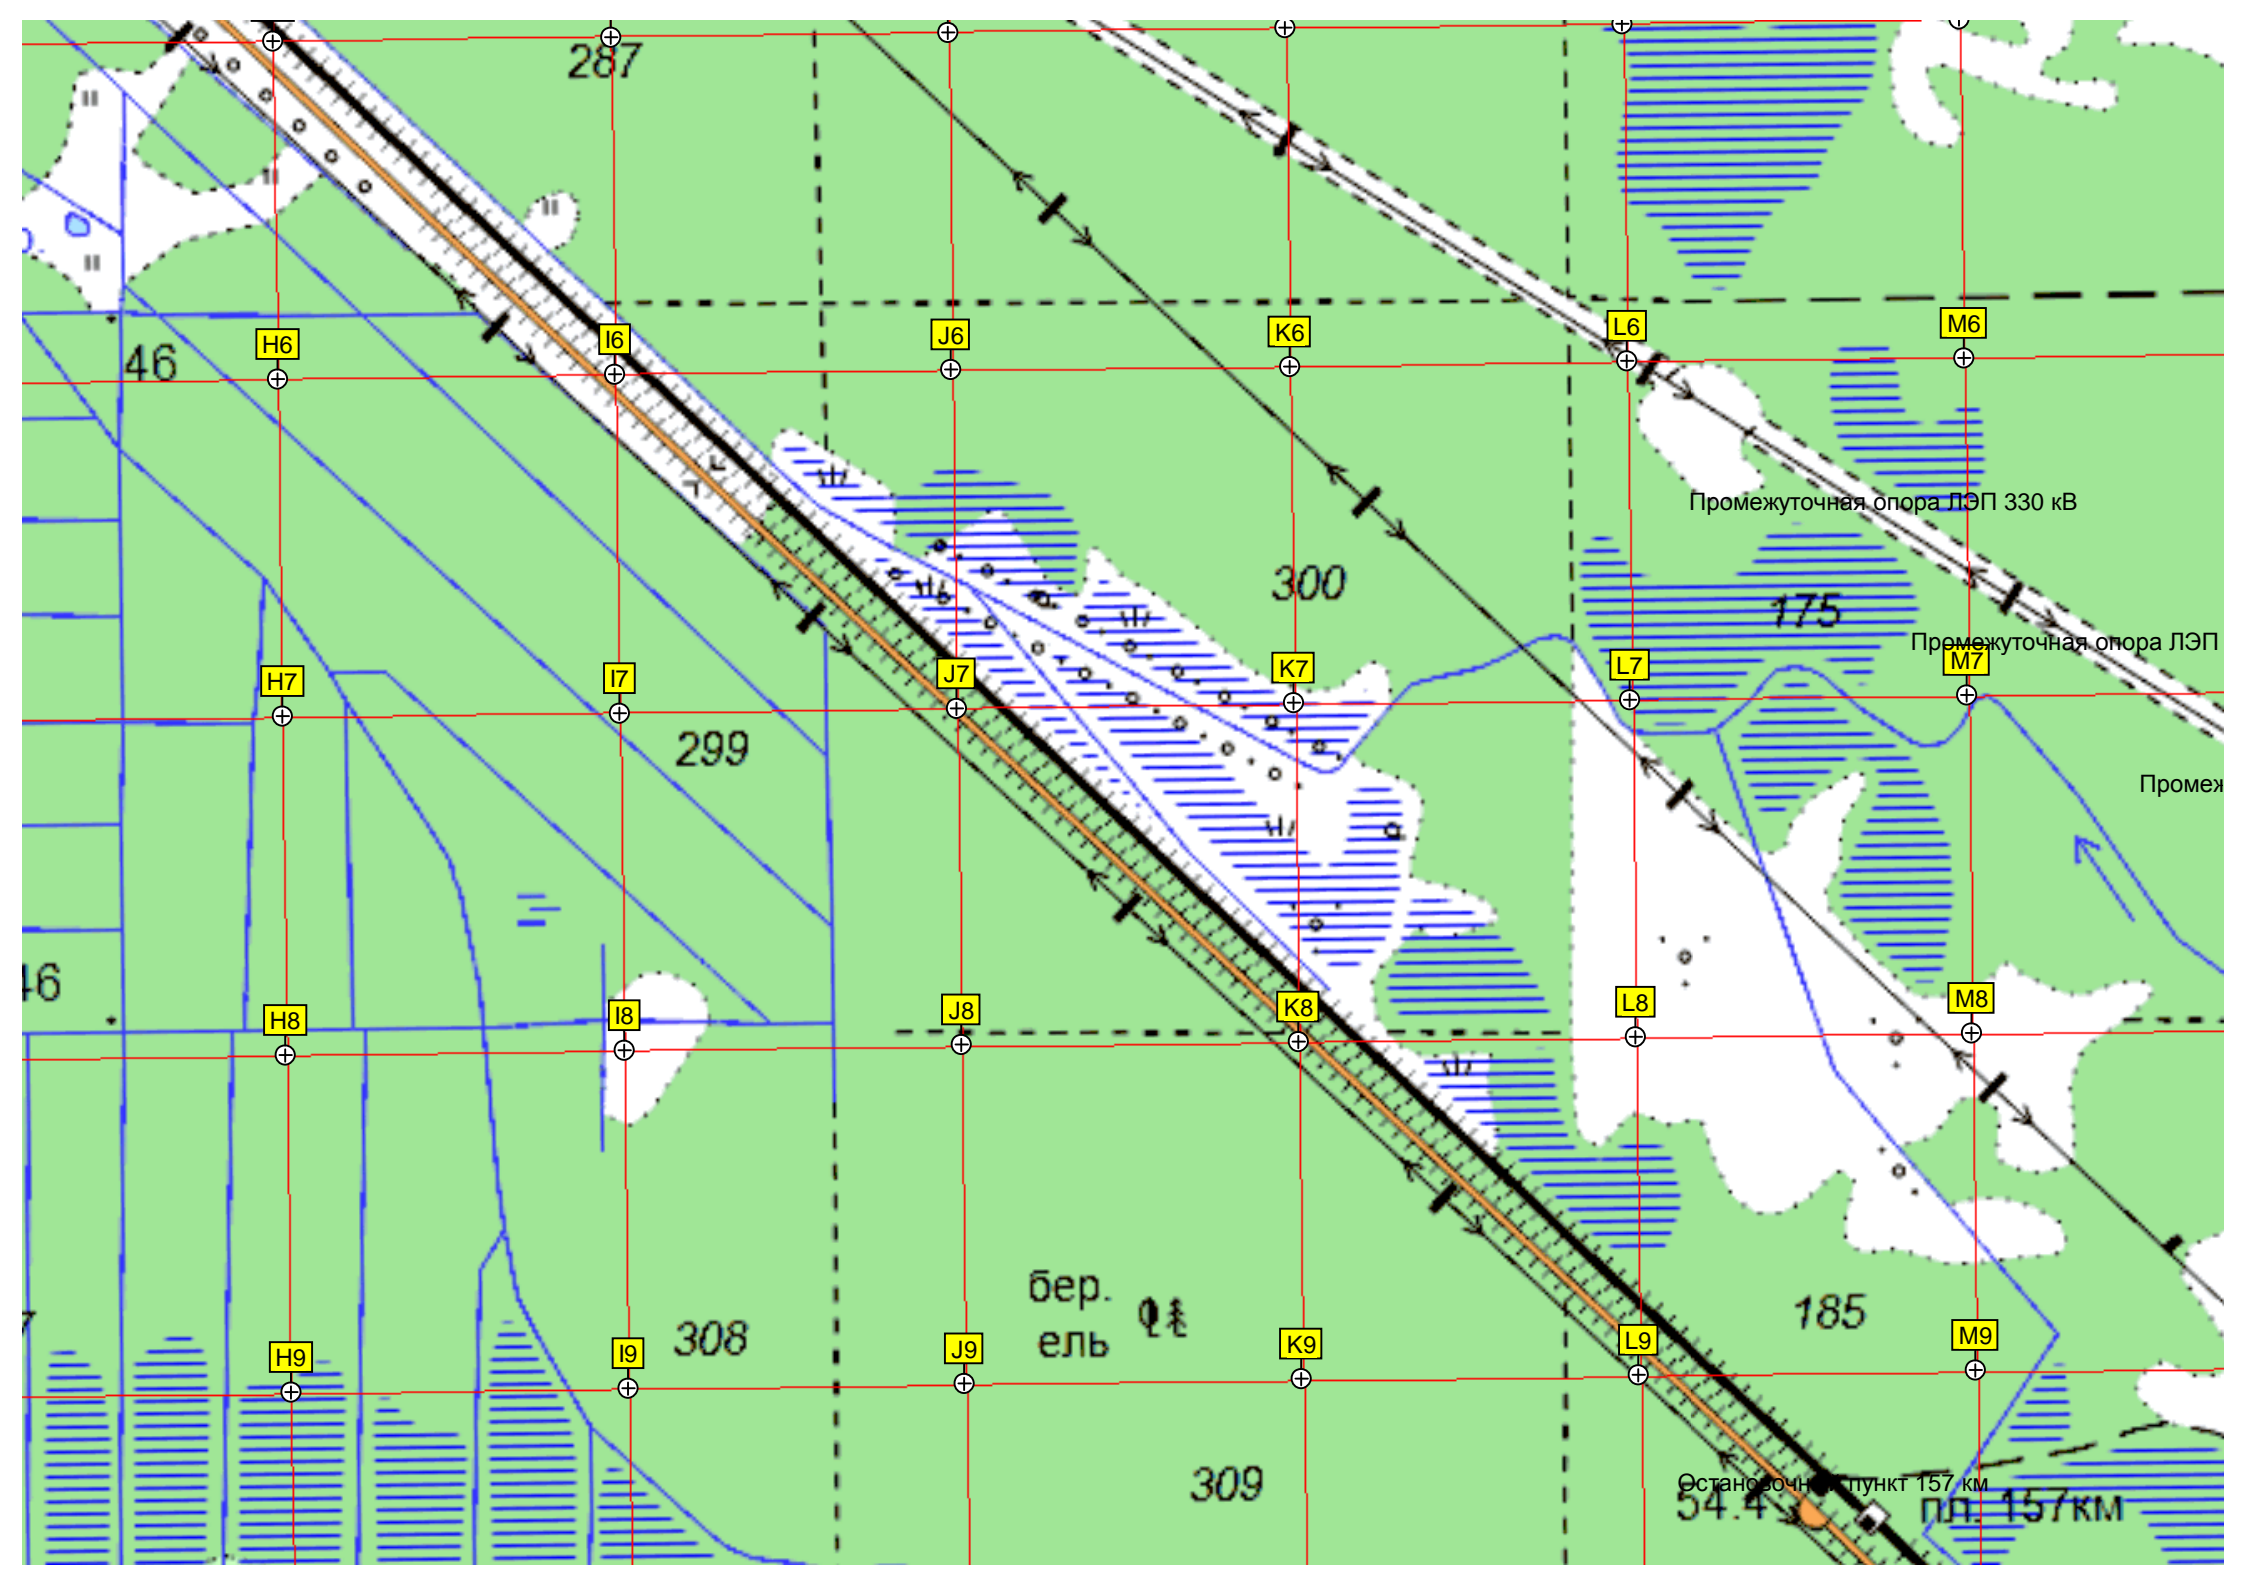 287
H6
I6
J6
K6
L6
M6
46
Промежуточная опора ЛЭП 330 кВ
300
175
Промежуточная опора ЛЭП
H7
I7
J7
K7
L7
M7
299
Промеж
46
H8
I8
J8
K8
L8
M8
бер.
ель
308
185
H9
I9
J9
K9
L9
M9
309
Остановочный пункт 157 км
54.4
пл. 157км